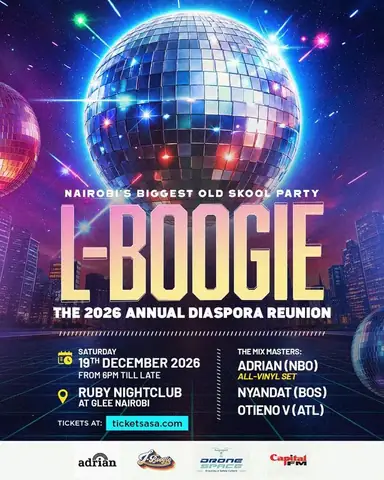 NAIROBI'S BIGGEST OLD SKOOL PARTY
L-BOOGIE
THE 2026 ANNUAL DIASPORA REUNION
SATURDAY
19TH DECEMBER 2026
FROM 6PM TILL LATE
RUBY NIGHTCLUB
AT GLEE NAIROBI
TICKETS AT: ticketsasa.com
THE MIX MASTERS:
ADRIAN (NBO)
ALL-VINYL SET
NYANDAT (BOS)
OTIENO V (ATL)
adrian
L-Boogie
DRONE
SPACE
Capital
FM